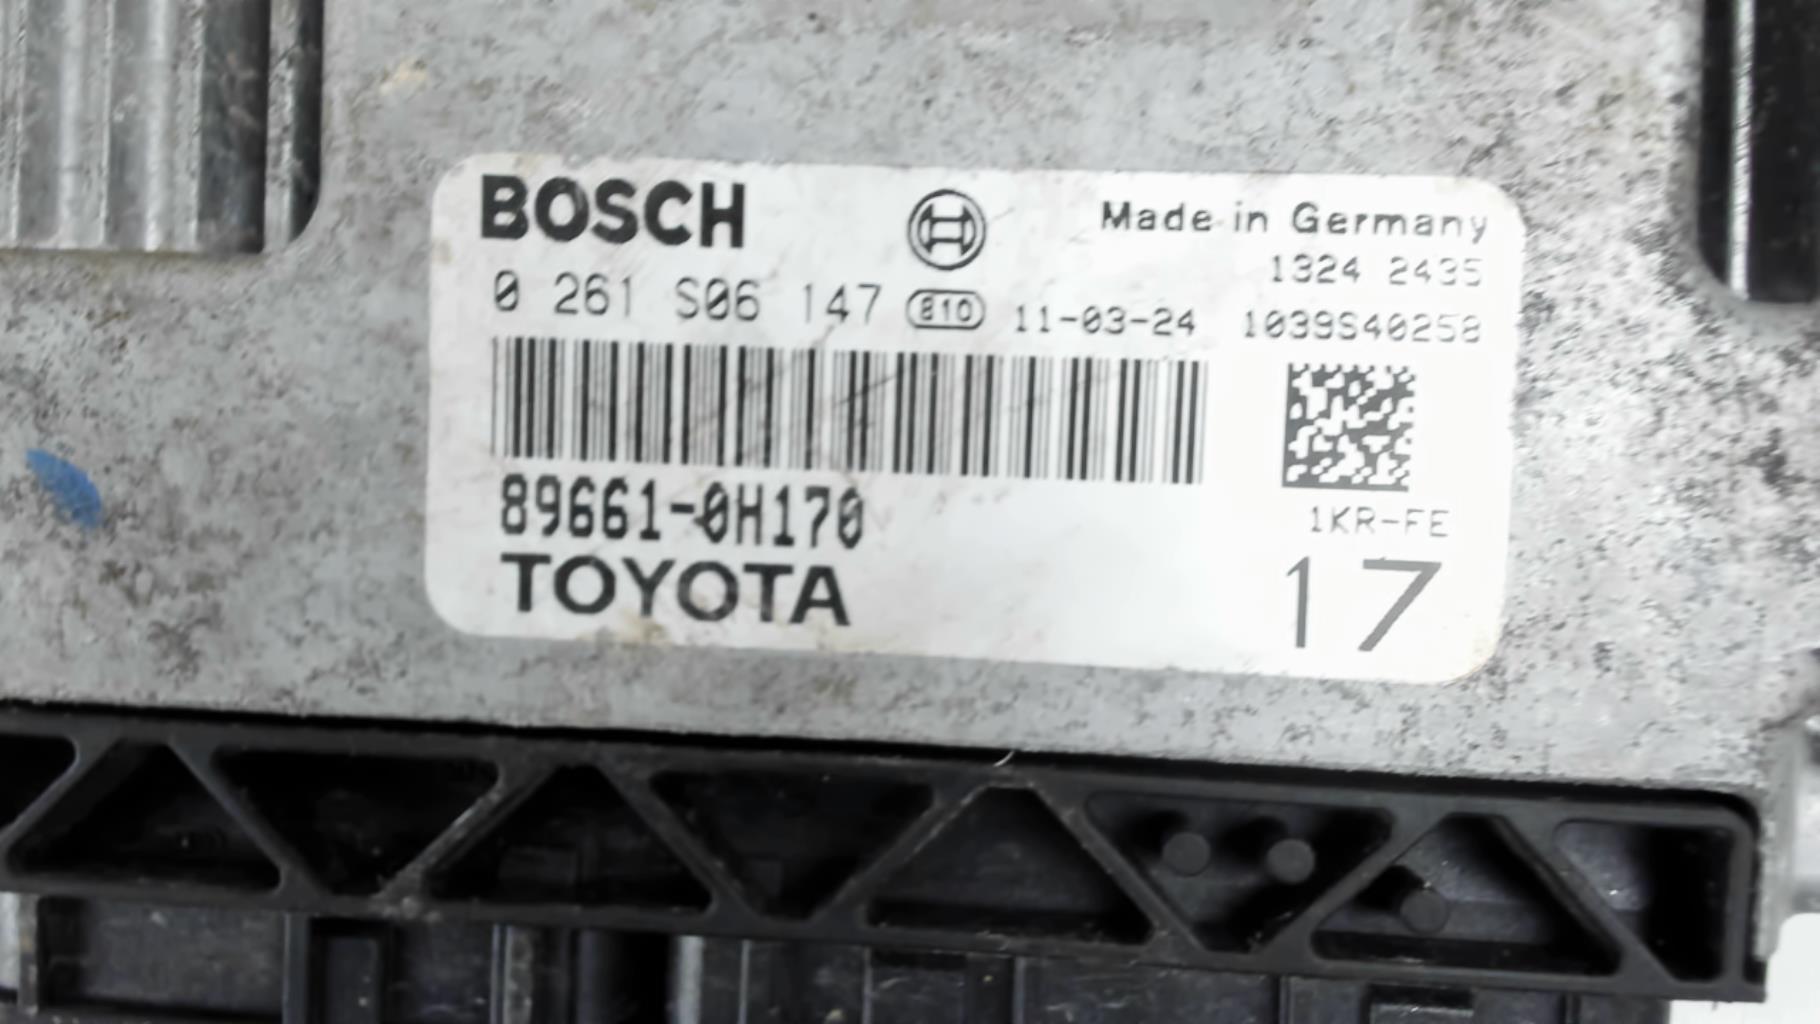 BOSCH
Made in Germany
1324 2435
0 261 S06 147 810 11-03-24 1039S40258
89661-0H170
1KR-FE
TOYOTA
17